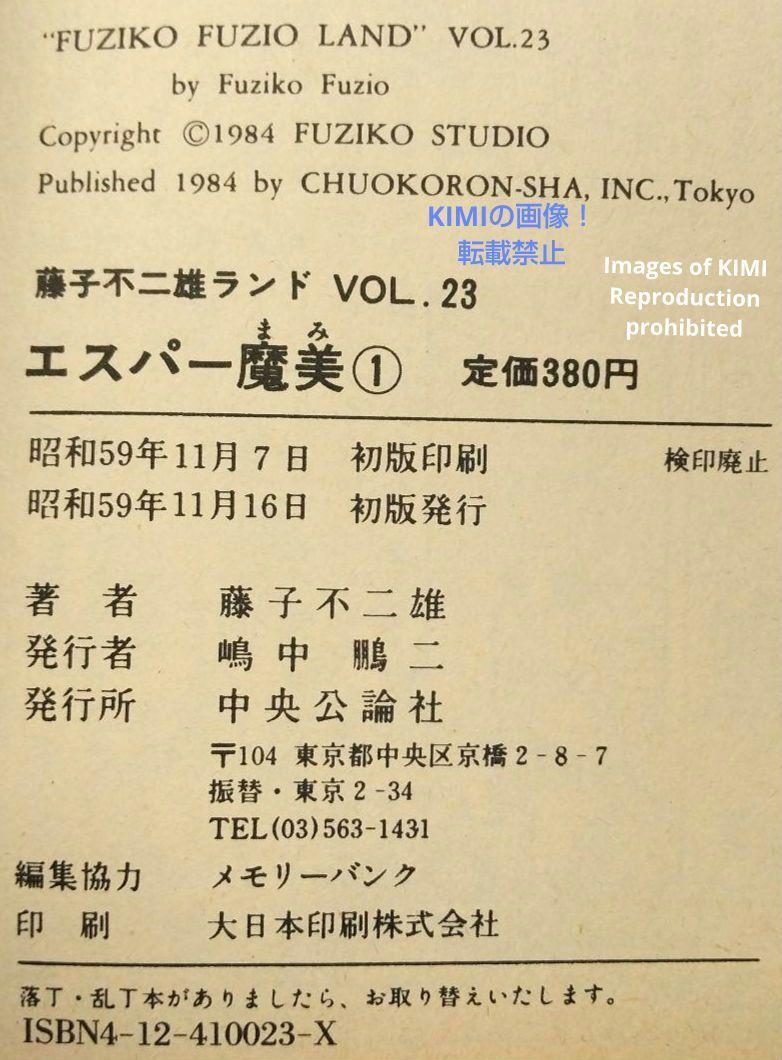 "FUZIKO FUZIO LAND" VOL.23
by Fuziko Fuzio
Copyright ©1984 FUZIKO STUDIO
Published 1984 by CHUOKORON-SHA, INC., Tokyo
KIMIの画像！
転載禁止
Images of KIMI
Reproduction
prohibited
藤子不二雄ランド VOL. 23
まみ
エスパー魔美① 定価380円
昭和59年11月7日 初版印刷 検印廃止
昭和59年11月16日 初版発行
著者 藤子不二雄
発行者 嶋中鵬二
発行所 中央公論社
〒104 東京都中央区京橋2-8-7
振替・東京2-34
TEL(03)563-1431
編集協力 メモリーバンク
印刷 大日本印刷株式会社
落丁・乱丁本がありましたら、お取り替えいたします。
ISBN4-12-410023-X